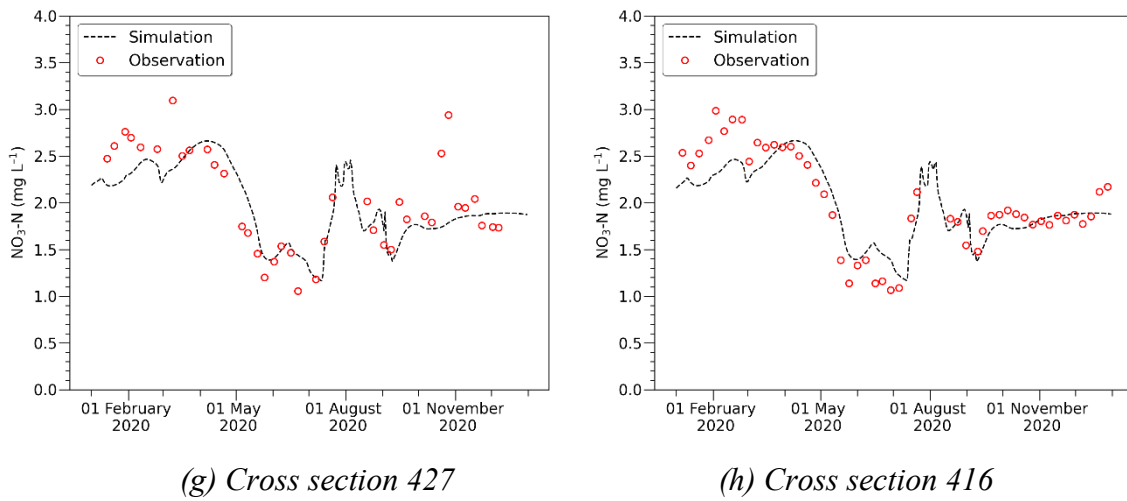 4.0
3.5
3.0
2.5
2.0
1.5
1.0
0.5
0.0
NO₃-N (mg L⁻¹)
Simulation
Observation
01 February
2020
01 May
2020
01 August
2020
01 November
2020
(g) Cross section 427
4.0
3.5
3.0
2.5
2.0
1.5
1.0
0.5
0.0
NO₃-N (mg L⁻¹)
Simulation
Observation
01 February
2020
01 May
2020
01 August
2020
01 November
2020
(h) Cross section 416